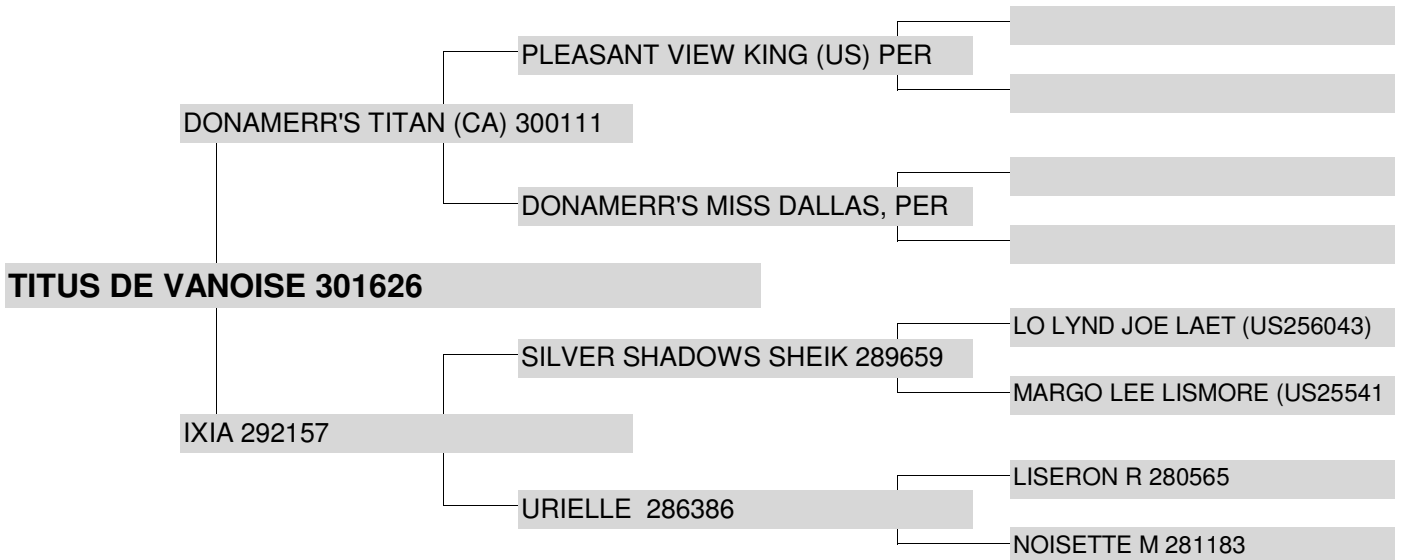 PLEASANT VIEW KING (US) PER
DONAMERR'S TITAN (CA) 300111
DONAMERR'S MISS DALLAS, PER
TITUS DE VANOISE 301626
LO LYND JOE LAET (US256043)
SILVER SHADOWS SHEIK 289659
MARGO LEE LISMORE (US25541
IXIA 292157
LISERON R 280565
URIELLE 286386
NOISETTE M 281183